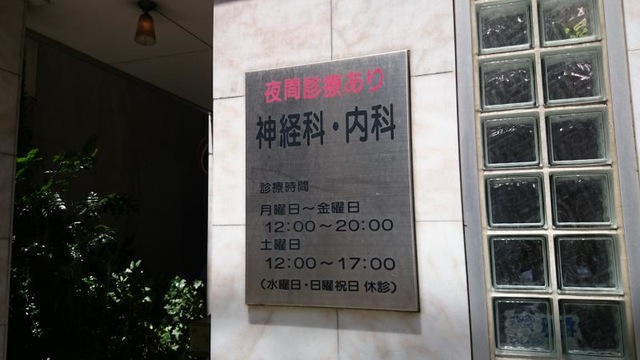 夜間診療あり
神経科・内科
診療時間
月曜日～金曜日
12:00～20:00
土曜日
12:00～17:00
(水曜日・日曜祝日 休診)